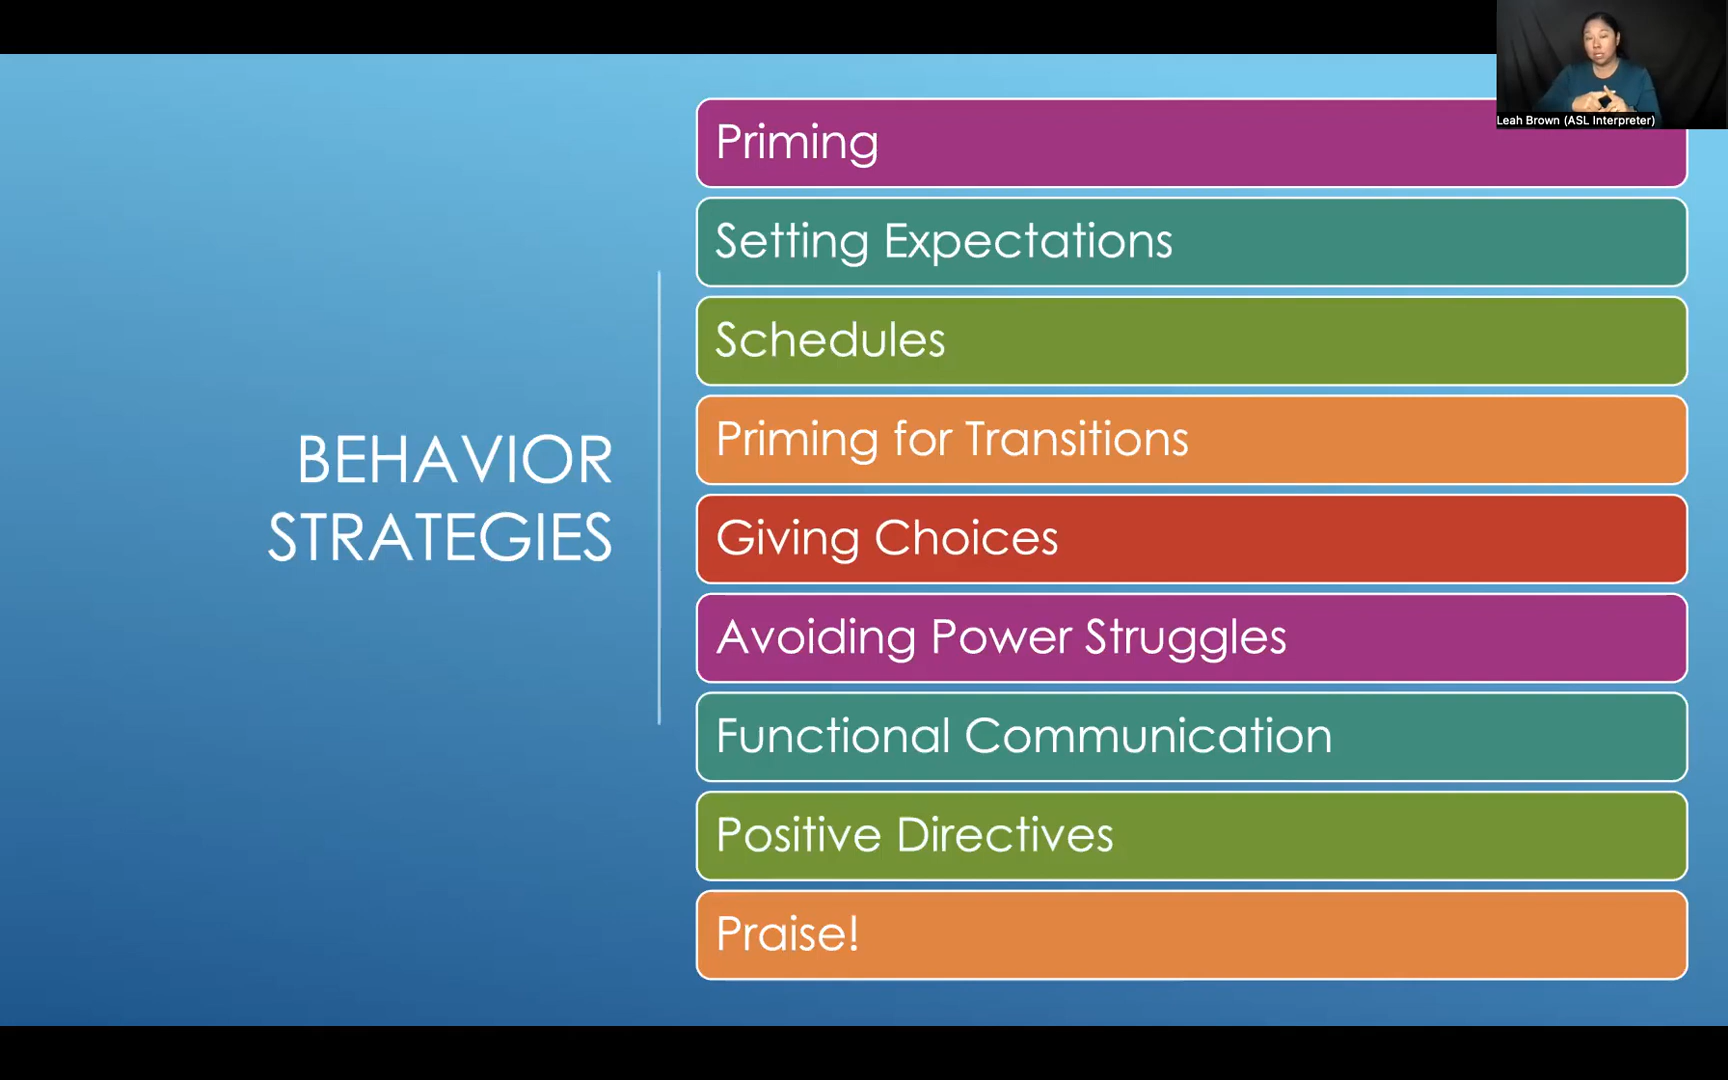 Leah Brown (ASL Interpreter)
BEHAVIOR
STRATEGIES
Priming
Setting Expectations
Schedules
Priming for Transitions
Giving Choices
Avoiding Power Struggles
Functional Communication
Positive Directives
Praise!